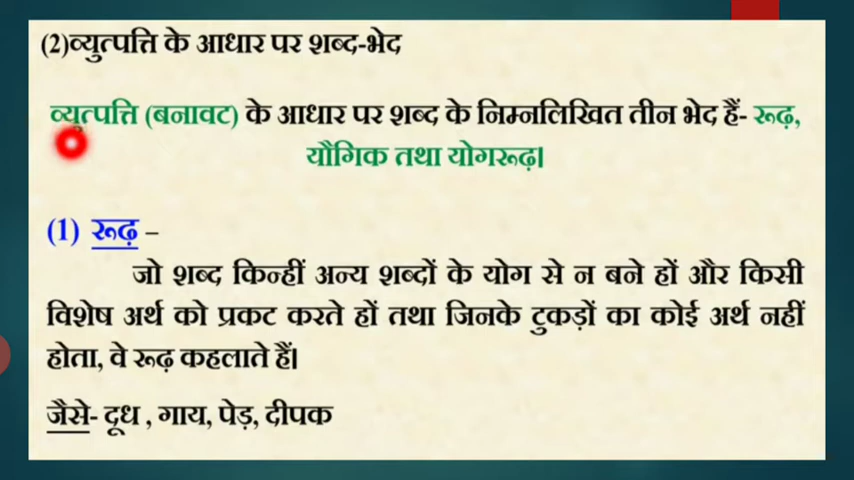 (2)व्युत्पत्ति के आधार पर शब्द-भेद
व्युत्पत्ति (बनावट) के आधार पर शब्द के निम्नलिखित तीन भेद हैं- रूढ़,
यौगिक तथा योगरूढ़।
(1) रूढ़ –
जो शब्द किन्हीं अन्य शब्दों के योग से न बने हों और किसी
विशेष अर्थ को प्रकट करते हों तथा जिनके टुकड़ों का कोई अर्थ नहीं
होता, वे रूढ़ कहलाते हैं।
जैसे- दूध , गाय, पेड़, दीपक